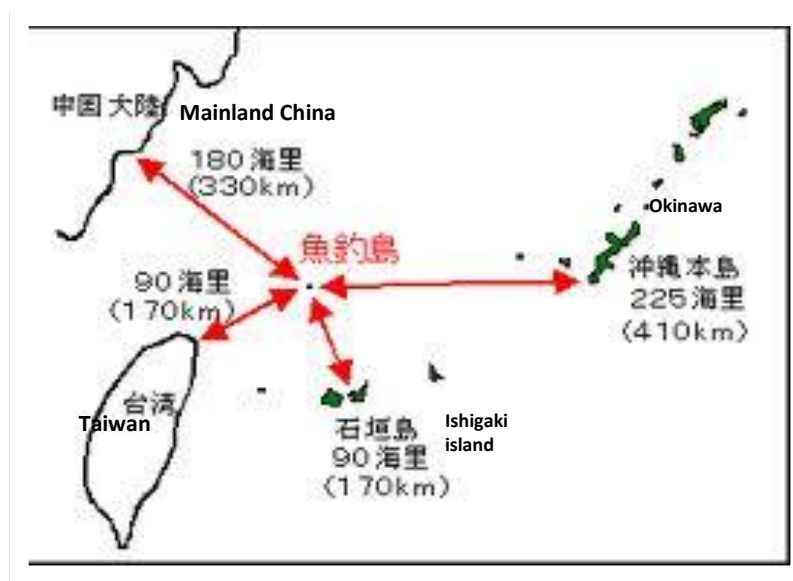 中国大陸
Mainland China
180海里
(330km)
Okinawa
魚釣島
沖縄本島
225海里
(410km)
90海里
(170km)
台湾
Taiwan
Ishigaki
island
石垣島
90海里
(170km)